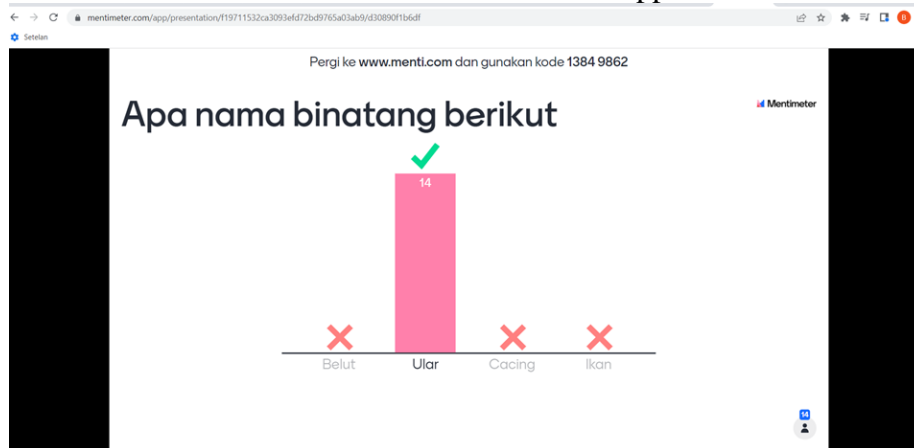 mentimeter.com/app/presentation/f19711532ca3093efd72bd9765a03ab9/d30890f1b6df
B
Setelan
Pergi ke www.menti.com dan gunakan kode 1384 9862
Apa nama binatang berikut
Mentimeter
14
Belut Ular Cacing Ikan
14